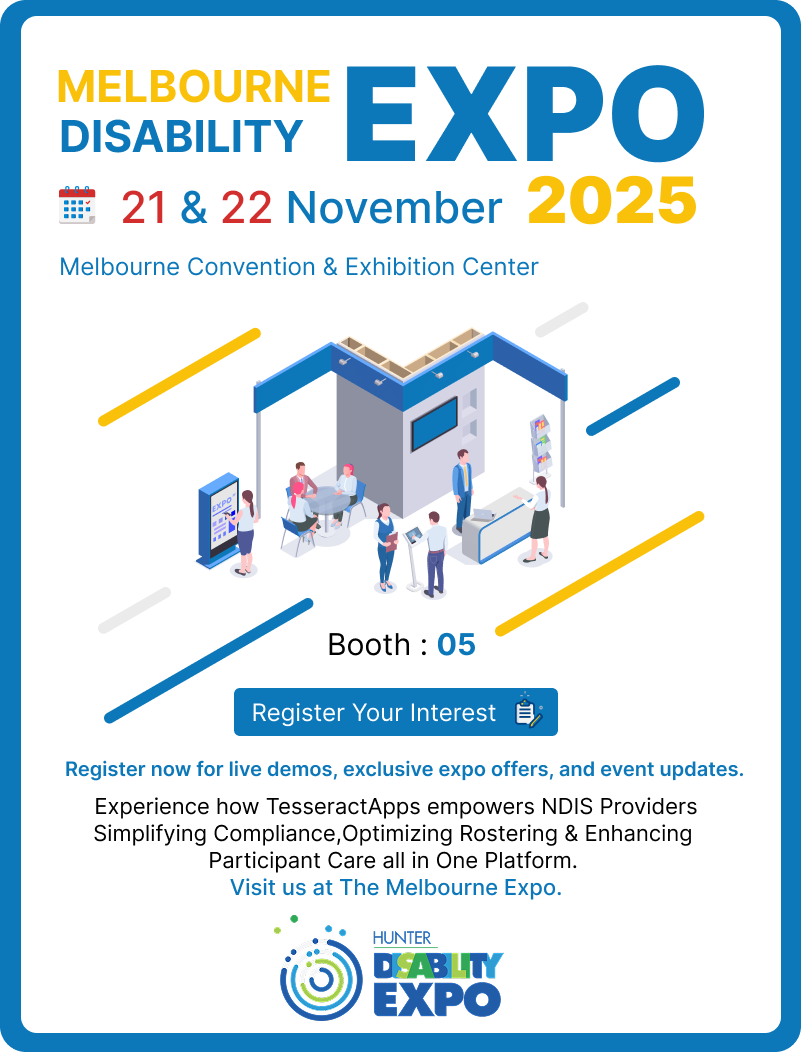 MELBOURNE
DISABILITY
EXPO
21 & 22 November 2025
Melbourne Convention & Exhibition Center
EXPO
Booth : 05
Register Your Interest
Register now for live demos, exclusive expo offers, and event updates.
Experience how TesseractApps empowers NDIS Providers
Simplifying Compliance,Optimizing Rostering & Enhancing
Participant Care all in One Platform.
Visit us at The Melbourne Expo.
HUNTER
DISABILITY
EXPO